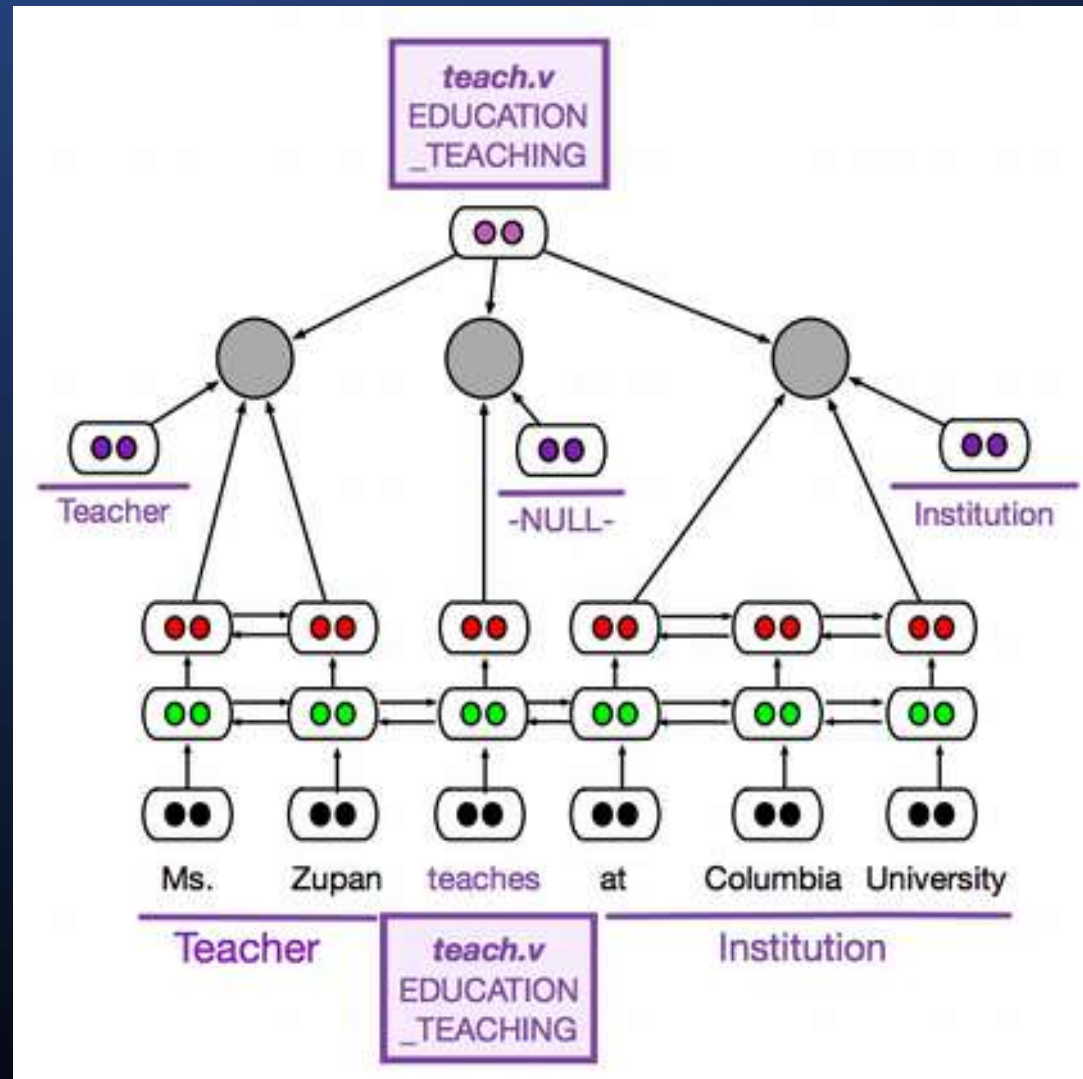 teach.v
EDUCATION
_TEACHING
Teacher
-NULL-
Institution
Ms. Zupan teaches at Columbia University
Teacher
Institution
teach.v
EDUCATION
_TEACHING